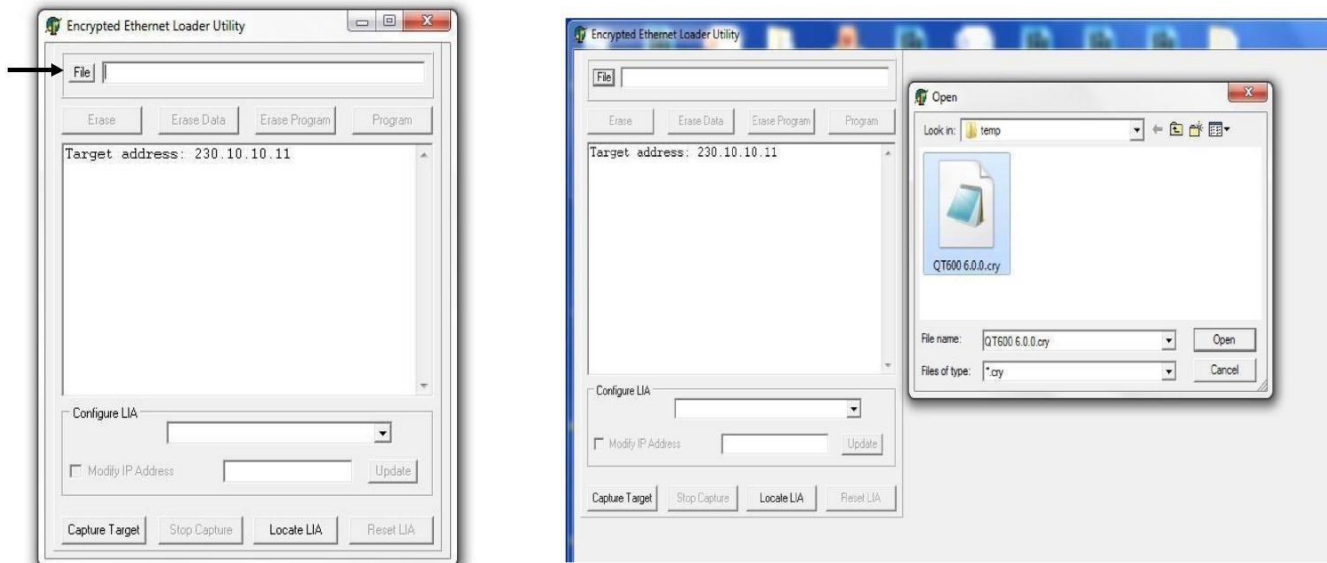 Encrypted Ethernet Loader Utility
File
Erase Erase Data Erase Program Program
Target address: 230.10.10.11
Configure LIA
Modify IP Address Update
Capture Target Stop Capture Locate LIA Reset LIA
Encrypted Ethernet Loader Utility
File
Erase Erase Data Erase Program Program
Target address: 230.10.10.11
Configure LIA
Modify IP Address Update
Capture Target Stop Capture Locate LIA Reset LIA
Open
Look in: temp
QT600 6.0.0.cry
File name: QT600 6.0.0.cry Open
Files of type: *.cry Cancel